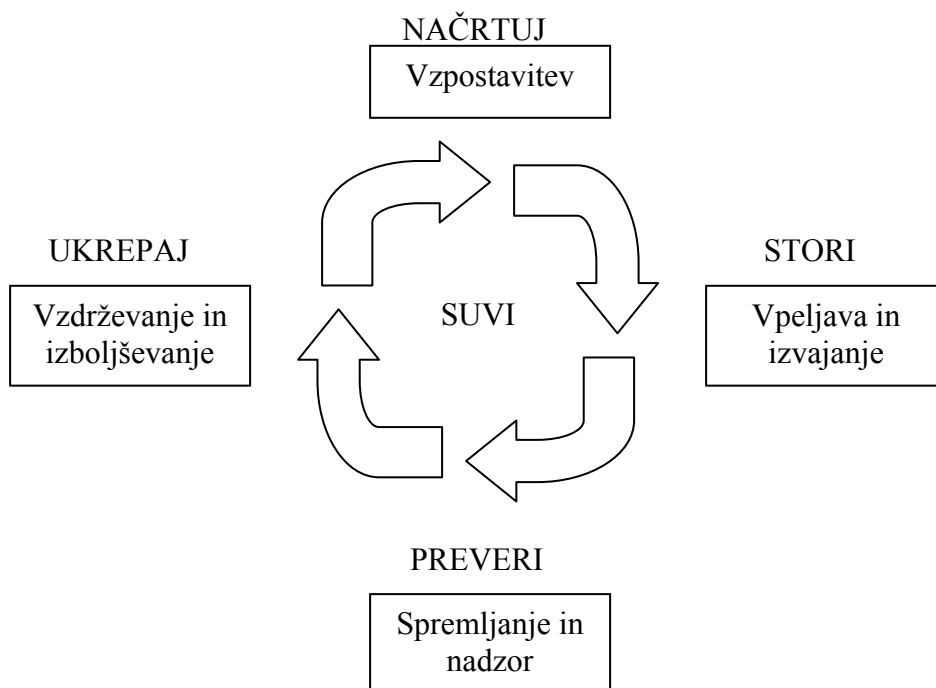 NAČRTUJ
Vzpostavitev
UKREPAJ
Vzdrževanje in
izboljševanje
SUVI
STORI
Vpeljava in
izvajanje
PREVERI
Spremljanje in
nadzor